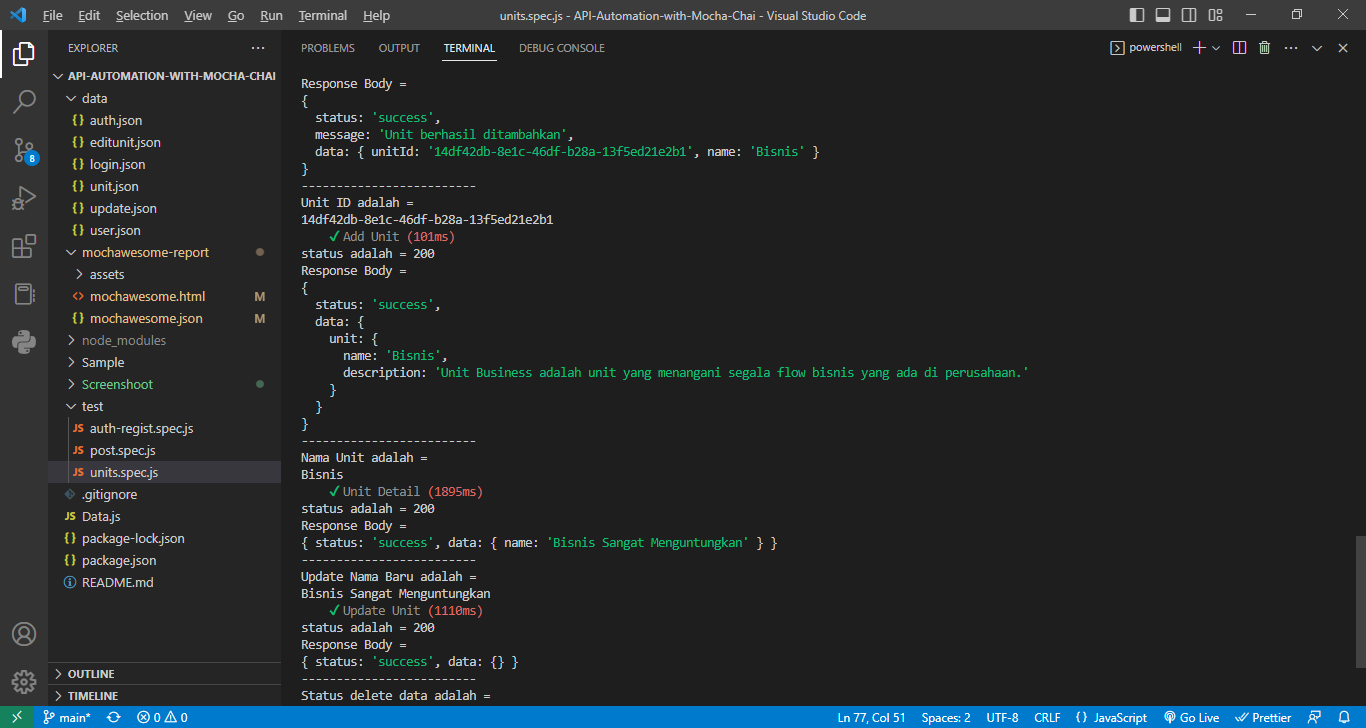 File Edit Selection View Go Run Terminal Help
units.spec.js - API-Automation-with-Mocha-Chai - Visual Studio Code
EXPLORER
API-AUTOMATION-WITH-MOCHA-CHAI
data
{} auth.json
{} editunit.json
{} login.json
{} unit.json
{} update.json
{} user.json
mochawesome-report
assets
<> mochawesome.html M
{} mochawesome.json M
node_modules
Sample
Screenshoot
test
JS auth-regist.spec.js
JS post.spec.js
JS units.spec.js
.gitignore
JS Data.js
{} package-lock.json
{} package.json
README.md
OUTLINE
TIMELINE
8
PROBLEMS OUTPUT TERMINAL DEBUG CONSOLE
powershell
Response Body =
{
status: 'success',
message: 'Unit berhasil ditambahkan',
data: { unitId: '14df42db-8e1c-46df-b28a-13f5ed21e2b1', name: 'Bisnis' }
}
-------------------------
Unit ID adalah =
14df42db-8e1c-46df-b28a-13f5ed21e2b1
✓ Add Unit (101ms)
status adalah = 200
Response Body =
{
status: 'success',
data: {
unit: {
name: 'Bisnis',
description: 'Unit Business adalah unit yang menangani segala flow bisnis yang ada di perusahaan.'
}
}
}
-------------------------
Nama Unit adalah =
Bisnis
✓ Unit Detail (1895ms)
status adalah = 200
Response Body =
{ status: 'success', data: { name: 'Bisnis Sangat Menguntungkan' } }
-------------------------
Update Nama Baru adalah =
Bisnis Sangat Menguntungkan
✓ Update Unit (1110ms)
status adalah = 200
Response Body =
{ status: 'success', data: {} }
-------------------------
Status delete data adalah =
main* 0 0
Ln 77, Col 51 Spaces: 2 UTF-8 CRLF {} JavaScript Go Live Prettier